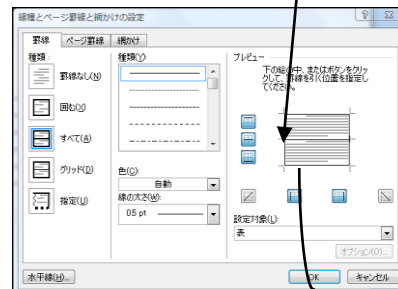 線種とページ罫線と網かけの設定
罫線 ページ罫線 網かけ
種類:
罫線なし(N)
囲む(X)
すべて(A)
グリッド(D)
指定(U)
種類(Y):
色(C):
自動
線の太さ(W):
0.5 pt
プレビュー
下の絵の中、またはボタンをクリッ
クして、罫線を引く位置を指定し
てください。
設定対象(L):
表
オプション(O)...
水平線(H)...
OK キャンセル